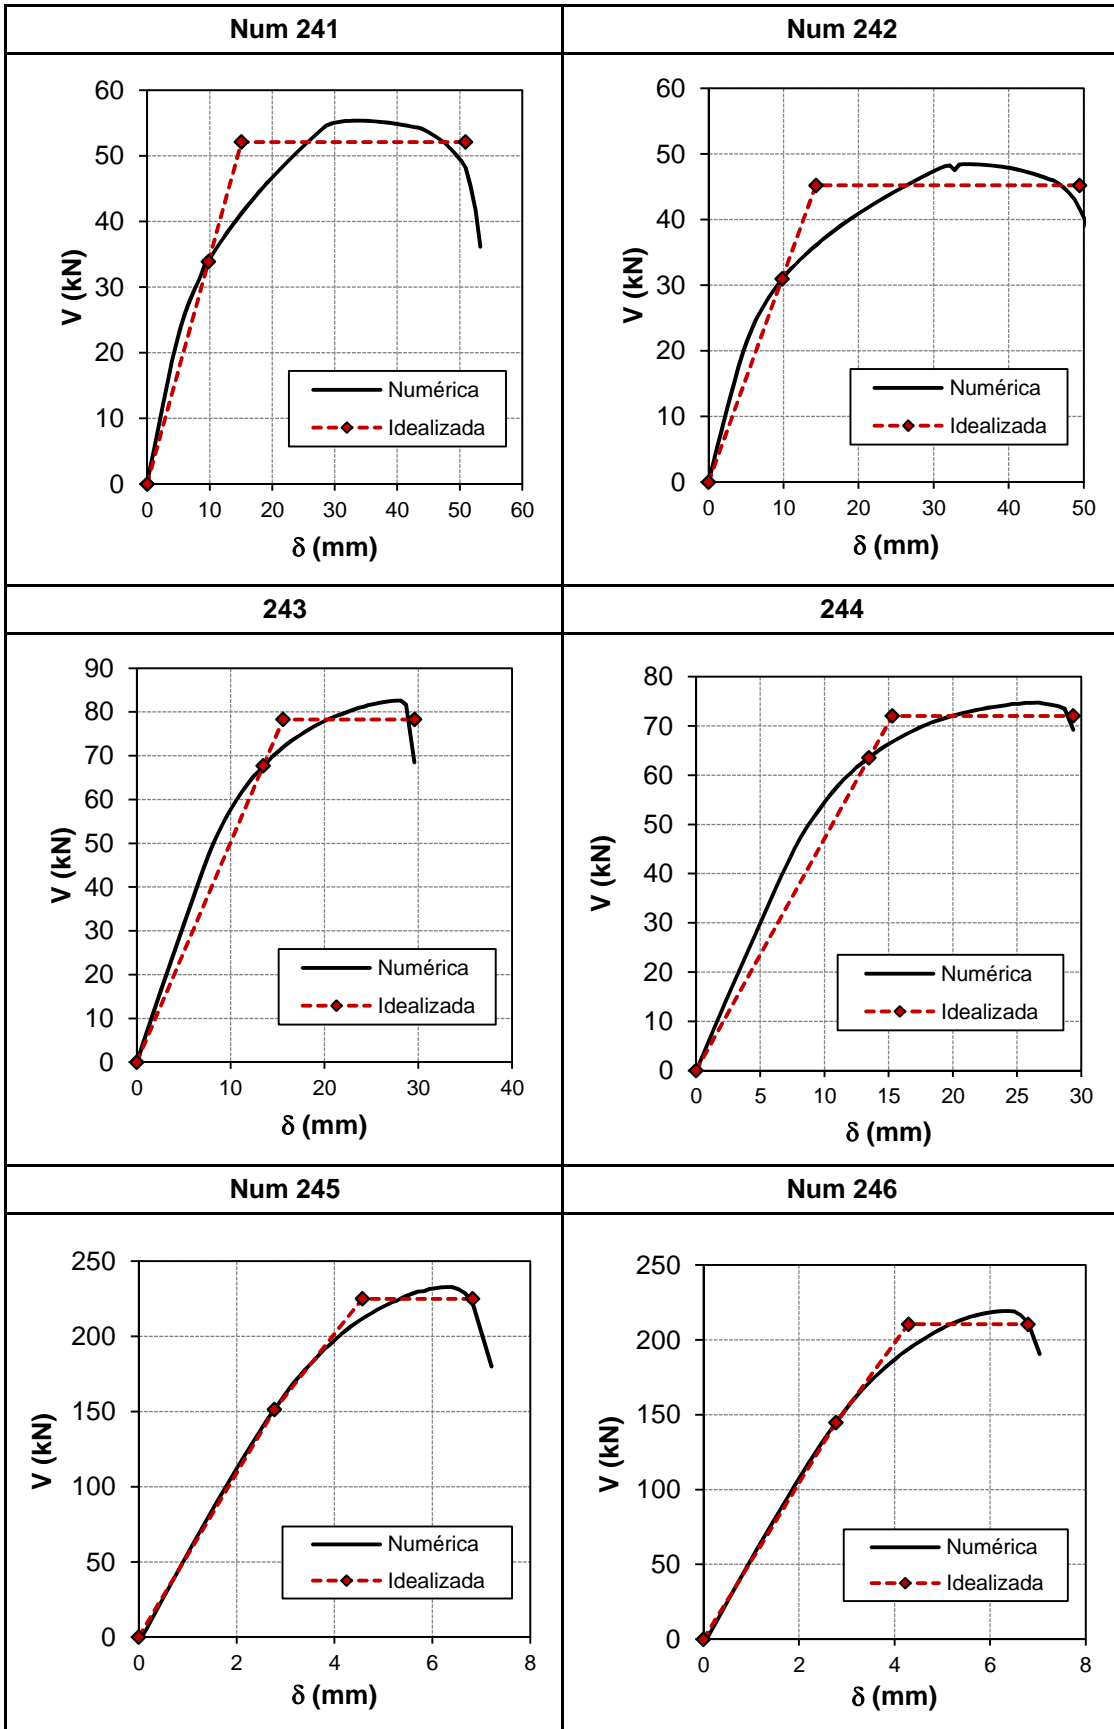 Num 241
Num 242
60
50
40
30
20
10
0
0 10 20 30 40 50 60
V (kN)
δ (mm)
Numérica
Idealizada
60
50
40
30
20
10
0
0 10 20 30 40 50
V (kN)
δ (mm)
Numérica
Idealizada
243
244
90
80
70
60
50
40
30
20
10
0
0 10 20 30 40
V (kN)
δ (mm)
Numérica
Idealizada
80
70
60
50
40
30
20
10
0
0 5 10 15 20 25 30
V (kN)
δ (mm)
Numérica
Idealizada
Num 245
Num 246
250
200
150
100
50
0
0 2 4 6 8
V (kN)
δ (mm)
Numérica
Idealizada
250
200
150
100
50
0
0 2 4 6 8
V (kN)
δ (mm)
Numérica
Idealizada